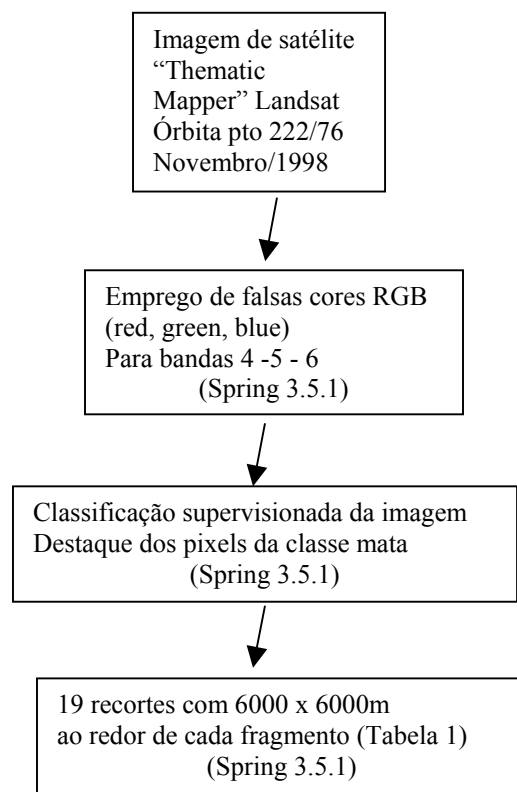 Imagem de satélite
“Thematic
Mapper” Landsat
Órbita pto 222/76
Novembro/1998
Emprego de falsas cores RGB
(red, green, blue)
Para bandas 4 -5 - 6
(Spring 3.5.1)
Classificação supervisionada da imagem
Destaque dos pixels da classe mata
(Spring 3.5.1)
19 recortes com 6000 x 6000m
ao redor de cada fragmento (Tabela 1)
(Spring 3.5.1)